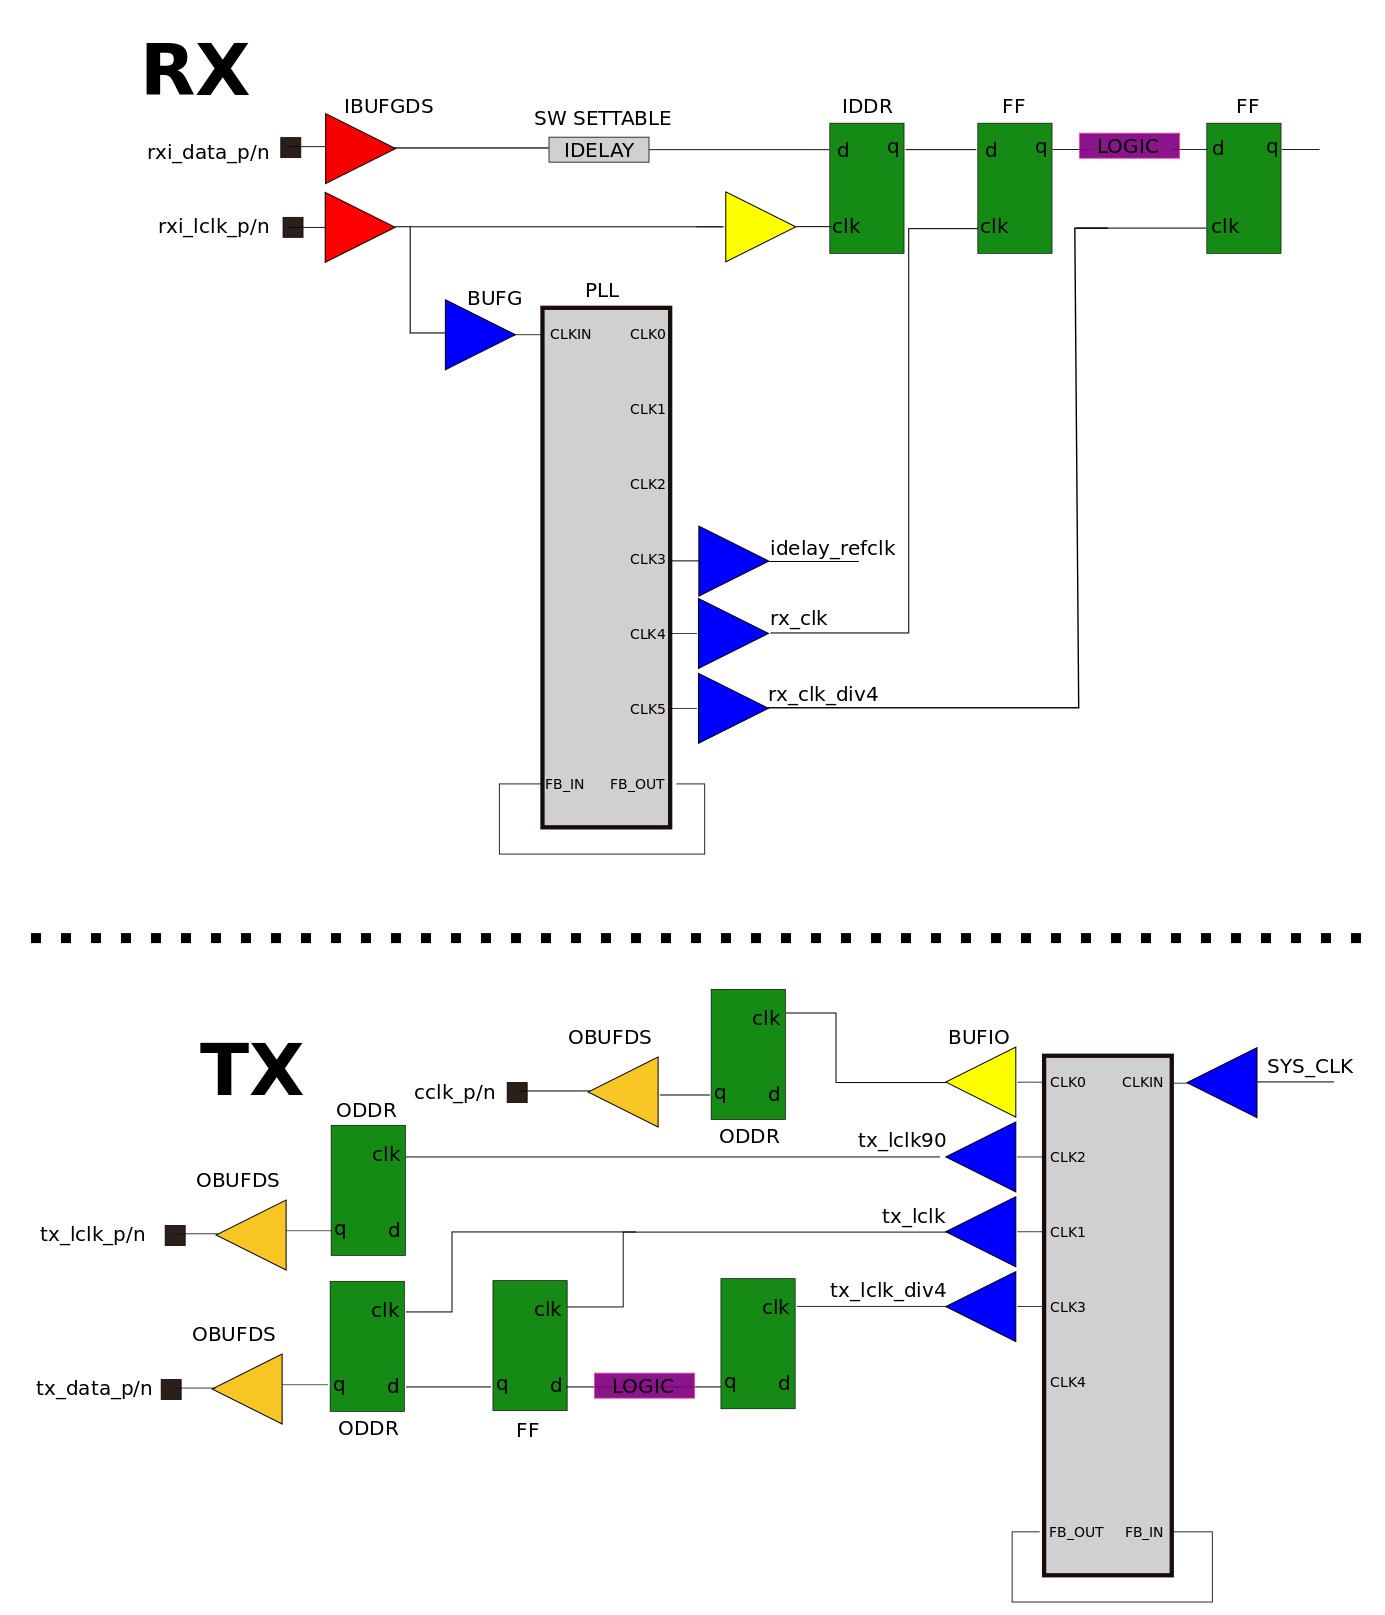 RX
IBUFGDS
SW SETTABLE
IDDR
FF
FF
rxi_data_p/n
IDELAY
d
q
d
q
LOGIC
d
q
rxi_lclk_p/n
clk
clk
clk
BUFG
PLL
CLKIN
CLK0
CLK1
CLK2
CLK3
idelay_refclk
CLK4
rx_clk
CLK5
rx_clk_div4
FB_IN
FB_OUT
TX
OBUFDS
clk
BUFIO
SYS_CLK
cclk_p/n
q
d
CLK0
CLKIN
ODDR
ODDR
clk
tx_lclk90
CLK2
OBUFDS
tx_lclk_p/n
q
d
tx_lclk
CLK1
clk
clk
clk
tx_lclk_div4
CLK3
OBUFDS
tx_data_p/n
q
d
q
d
LOGIC
q
d
CLK4
ODDR
FF
FB_OUT
FB_IN